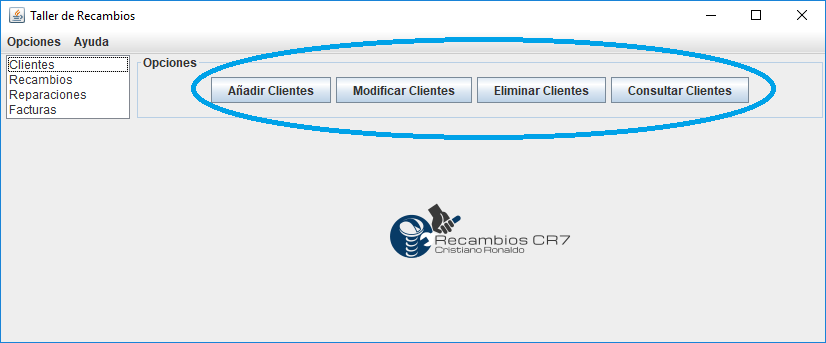 Taller de Recambios
Opciones Ayuda
Clientes
Recambios
Reparaciones
Facturas
Opciones
Añadir Clientes Modificar Clientes Eliminar Clientes Consultar Clientes
Recambios CR7
Cristiano Ronaldo